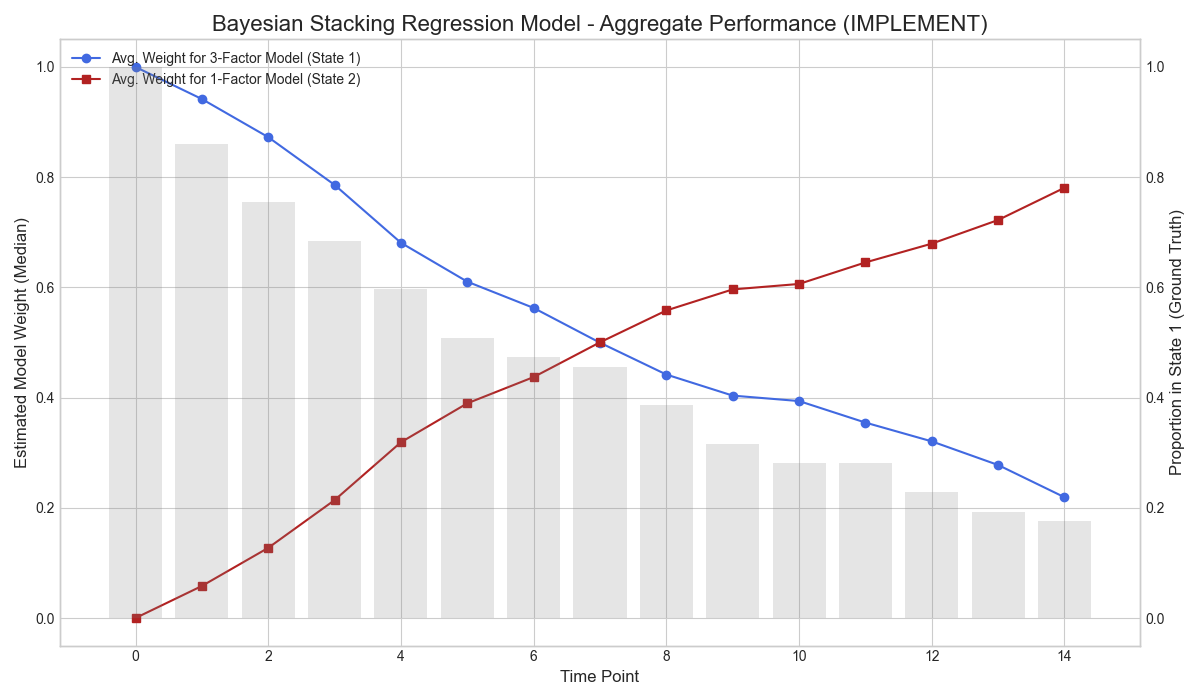 Bayesian Stacking Regression Model - Aggregate Performance (IMPLEMENT)
Avg. Weight for 3-Factor Model (State 1)
Avg. Weight for 1-Factor Model (State 2)
Estimated Model Weight (Median)
1.0
0.8
0.6
0.4
0.2
0.0
1.0
0.8
0.6
0.4
0.2
0.0
Proportion in State 1 (Ground Truth)
0 2 4 6 8 10 12 14
Time Point